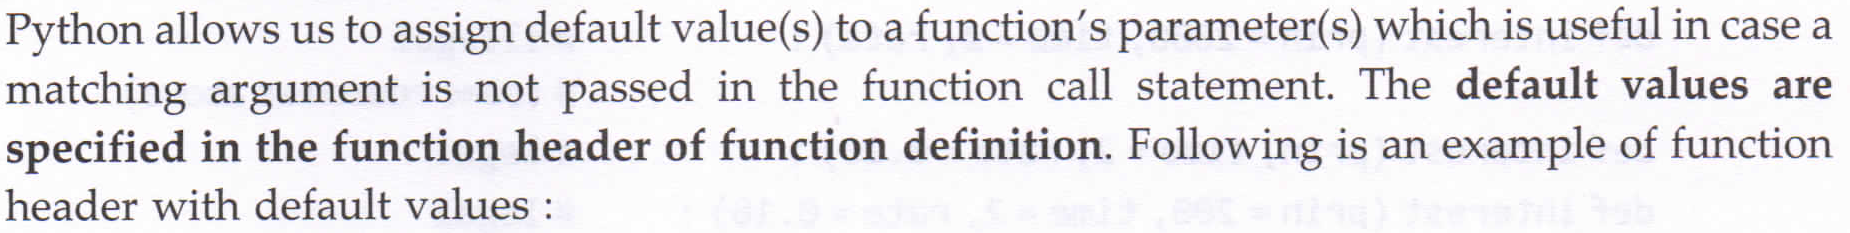 Python allows us to assign default value(s) to a function's parameter(s) which is useful in case a
matching argument is not passed in the function call statement. The default values are
specified in the function header of function definition. Following is an example of function
header with default values :